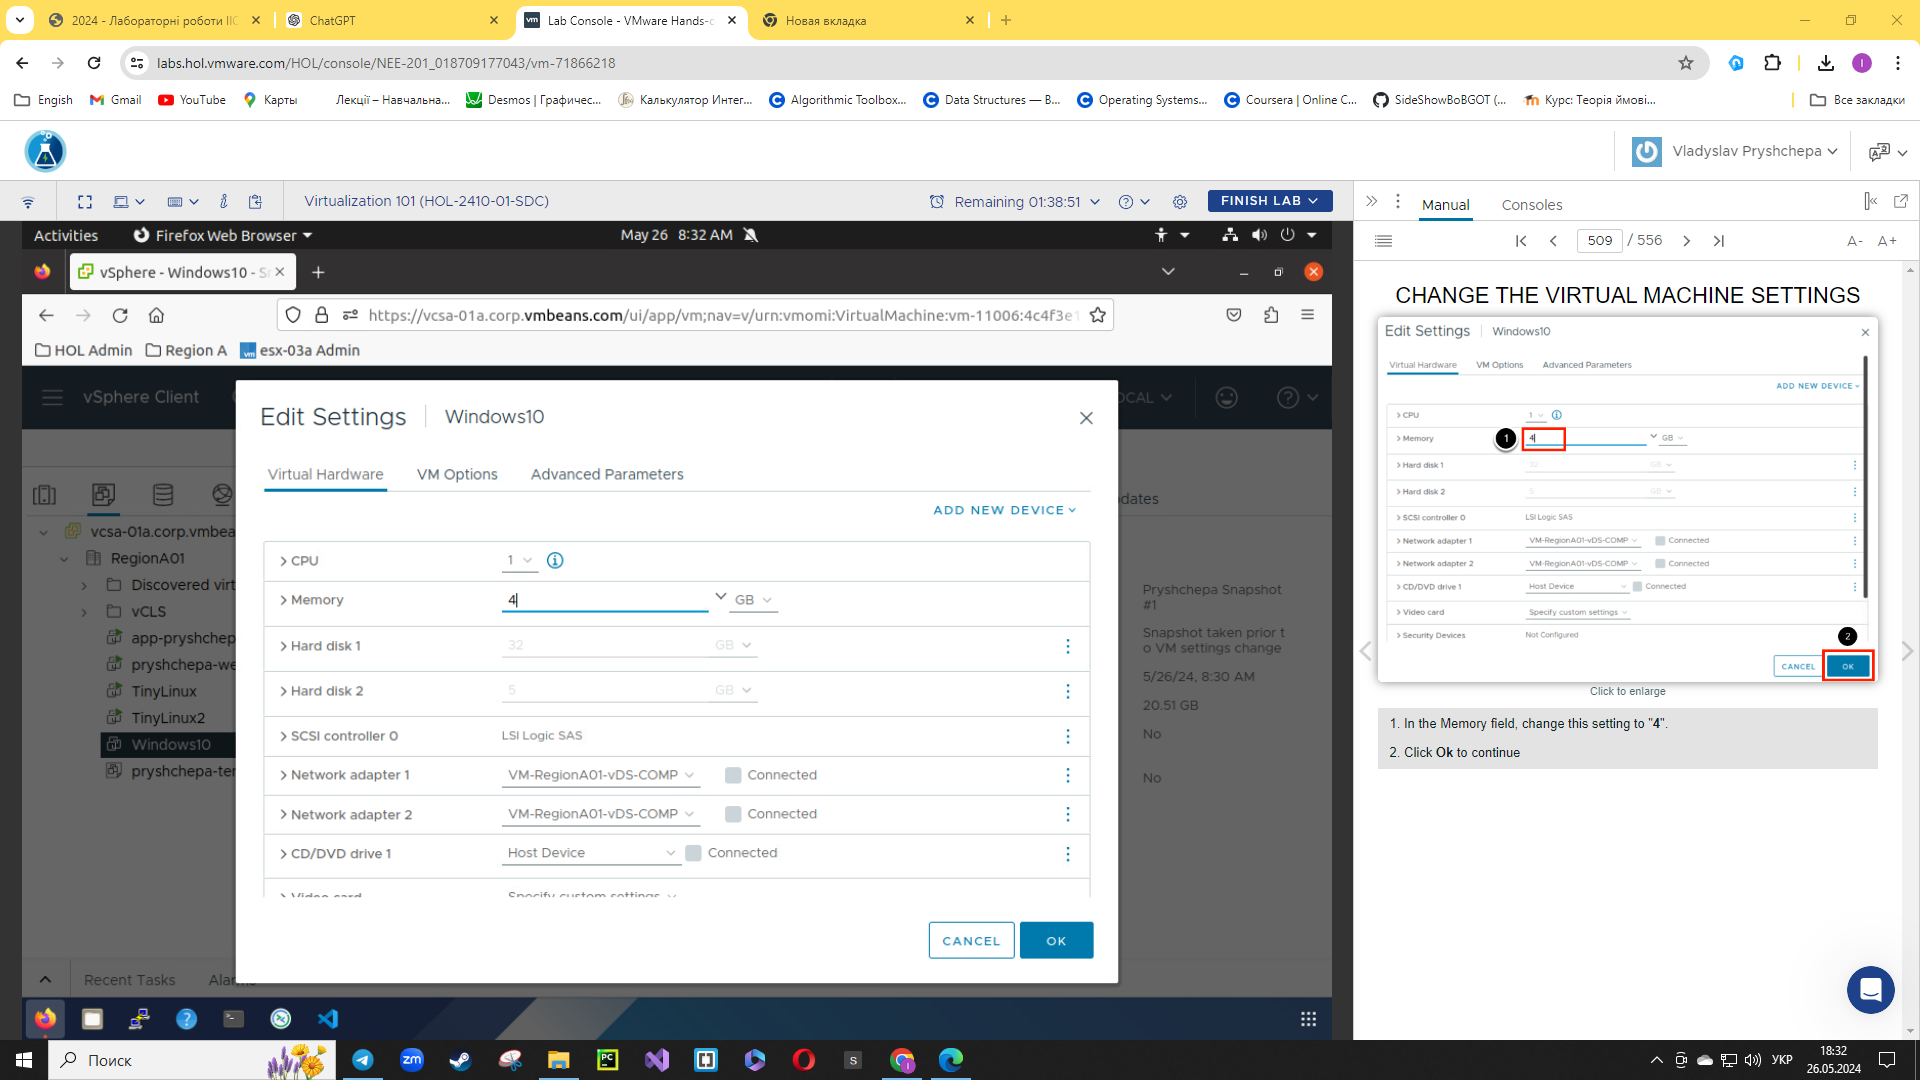 2024 - Лабораторні роботи ІІС
ChatGPT
Lab Console - VMware Hands-o
Новая вкладка
labs.hol.vmware.com/HOL/console/NEE-201_018709177043/vm-71866218
Engish
Gmail
YouTube
Карты
Лекції – Навчальна...
Desmos | Графичес...
Калькулятор Интег...
Algorithmic Toolbox...
Data Structures — В...
Operating Systems...
Coursera | Online C...
SideShowBoBGOT (...
Курс: Теорія ймові...
Все закладки
Vladyslav Pryshchepa
Virtualization 101 (HOL-2410-01-SDC)
Remaining 01:38:51
FINISH LAB
Manual
Consoles
509 / 556
A-
A+
Activities
Firefox Web Browser
May 26 8:32 AM
vSphere - Windows10 - S
https://vcsa-01a.corp.vmbeans.com/ui/app/vm;nav=v/urn:vmomi:VirtualMachine:vm-11006:4c4f3e1
HOL Admin
Region A
esx-03a Admin
vSphere Client
OCAL
vcsa-01a.corp.vmbea
RegionA01
Discovered virt
vCLS
app-pryshchep
pryshchepa-we
TinyLinux
TinyLinux2
Windows10
pryshchepa-ter
dates
Pryshchepa Snapshot
#1
Snapshot taken prior t
o VM settings change
5/26/24, 8:30 AM
20.51 GB
No
No
Edit Settings
Windows10
Virtual Hardware
VM Options
Advanced Parameters
ADD NEW DEVICE
CPU
1
Memory
4
GB
Hard disk 1
32
GB
Hard disk 2
5
GB
SCSI controller 0
LSI Logic SAS
Network adapter 1
VM-RegionA01-vDS-COMP
Connected
Network adapter 2
VM-RegionA01-vDS-COMP
Connected
CD/DVD drive 1
Host Device
Connected
Video card
Specify custom settings
CANCEL
OK
Recent Tasks
Alarms
CHANGE THE VIRTUAL MACHINE SETTINGS
Edit Settings
Windows10
Virtual Hardware
VM Options
Advanced Parameters
ADD NEW DEVICE
CPU
1
Memory
1
4
GB
Hard disk 1
32
GB
Hard disk 2
5
GB
SCSI controller 0
LSI Logic SAS
Network adapter 1
VM-RegionA01-vDS-COMP
Connected
Network adapter 2
VM-RegionA01-vDS-COMP
Connected
CD/DVD drive 1
Host Device
Connected
Video card
Specify custom settings
Security Devices
Not Configured
2
CANCEL
OK
Click to enlarge
1. In the Memory field, change this setting to "4".
2. Click Ok to continue
Поиск
УКР
18:32
26.05.2024